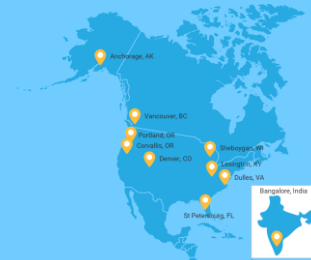 Anchorage, AK
Vancouver, BC
Portland, OR
Corvallis, OR
Sheboygan, WI
Denver, CO
Lexington, KY
Dulles, VA
Bangalore, India
St Petersburg, FL